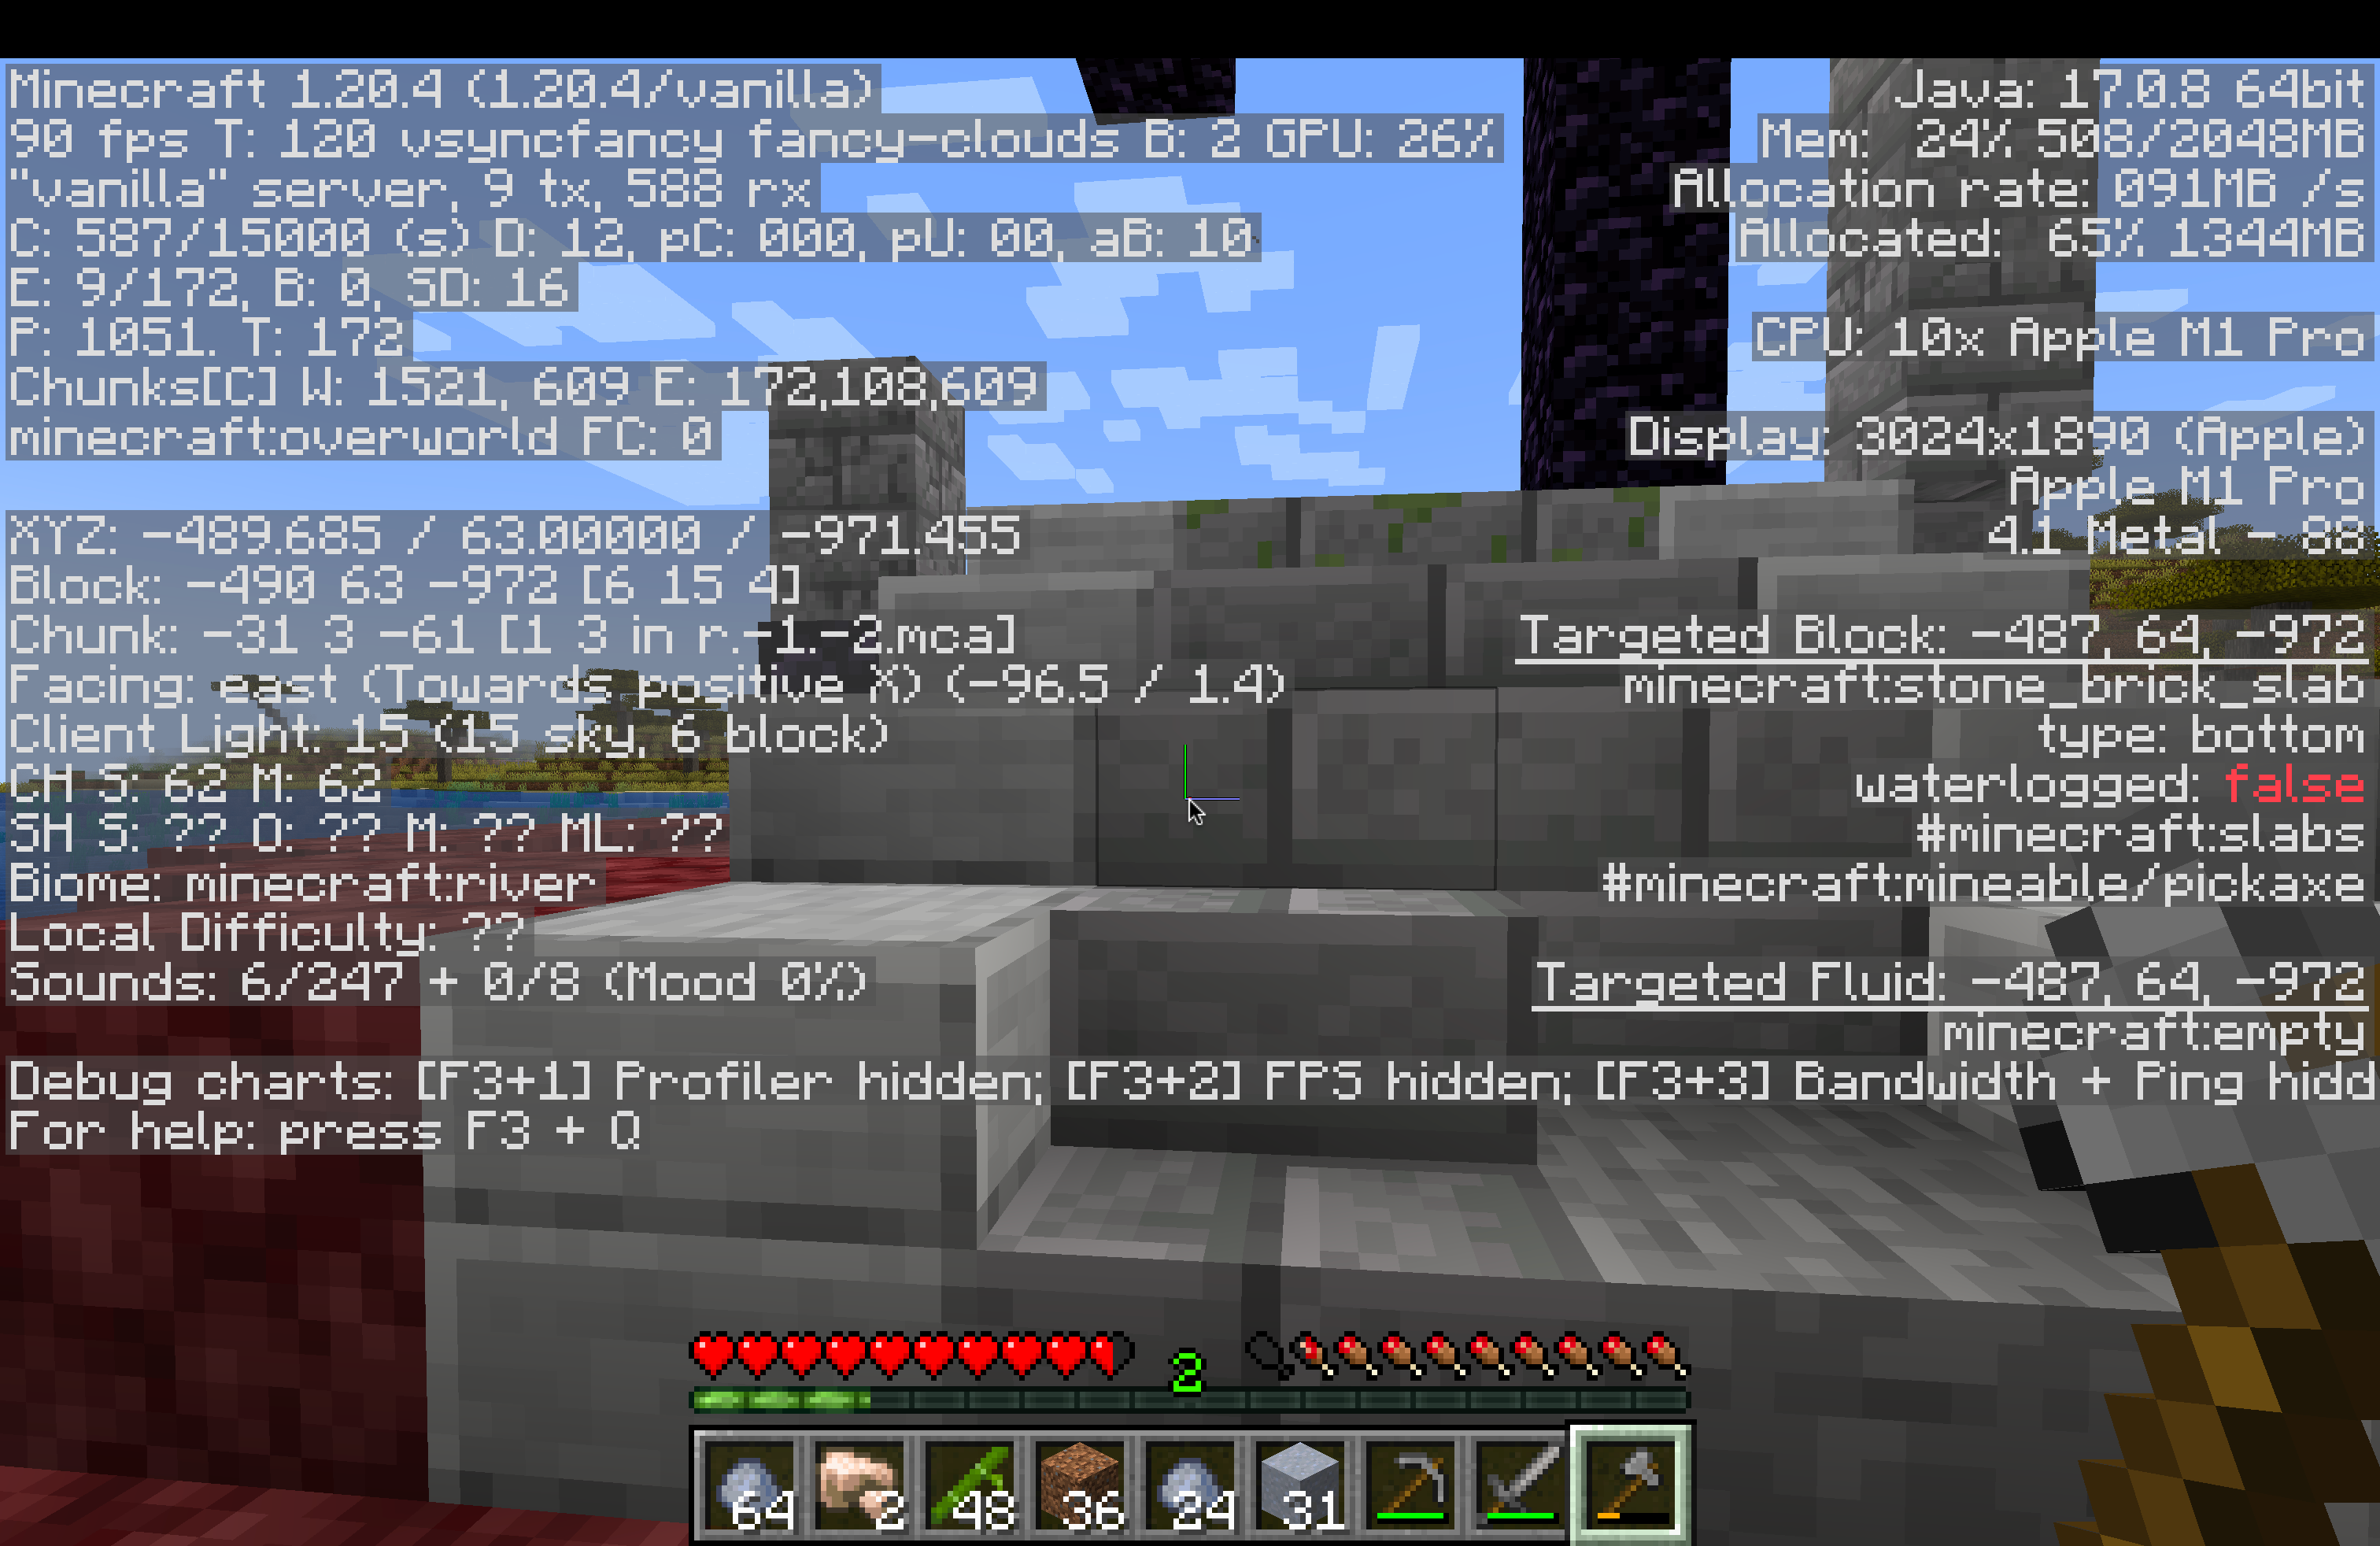 Minecraft 1.20.4 (1.20.4/vanilla)
90 fps T: 120 vsyncfancy fancy-clouds B: 2 GPU: 26%
"vanilla" server, 9 tx, 588 rx
C: 587/15000 (s) D: 12, pC: 000, pU: 00, aB: 10
E: 9/172, B: 0, SD: 16
P: 1051. T: 172
Chunks[C] W: 1521, 609 E: 172,108,609
minecraft:overworld FC: 0
XYZ: -489.685 / 63.00000 / -971.455
Block: -490 63 -972 [6 15 4]
Chunk: -31 3 -61 [1 3 in r.-1.-2.mca]
Facing: east (Towards positive X) (-96.5 / 1.4)
Client Light: 15 (15 sky, 6 block)
CH S: 62 M: 62
SH S: ?? O: ?? M: ?? ML: ??
Biome: minecraft:river
Local Difficulty: ??
Sounds: 6/247 + 0/8 (Mood 0%)
Debug charts: [F3+1] Profiler hidden; [F3+2] FPS hidden; [F3+3] Bandwidth + Ping hidd
For help: press F3 + Q
Java: 17.0.8 64bit
Mem: 24% 508/2048MB
Allocation rate: 091MB /s
Allocated: 65% 1344MB
CPU: 10x Apple M1 Pro
Display: 3024x1890 (Apple)
Apple M1 Pro
4.1 Metal - 88
Targeted Block: -487, 64, -972
minecraft:stone_brick_slab
type: bottom
waterlogged: false
#minecraft:slabs
#minecraft:mineable/pickaxe
Targeted Fluid: -487, 64, -972
minecraft:empty
2
64 2 48 36 24 31